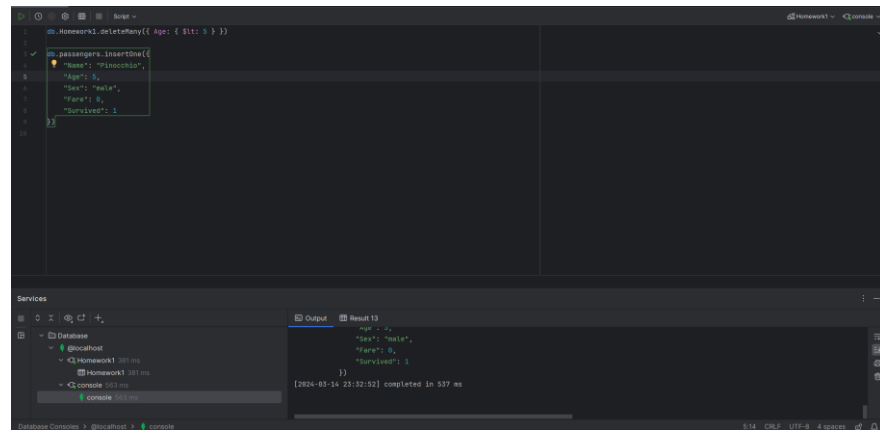 Script
Homework1
console
1 db.Homework1.deleteMany({ Age: { $lt: 5 } })
2
3 db.passengers.insertOne({
4 "Name": "Pinocchio",
5 "Age": 5,
6 "Sex": "male",
7 "Fare": 0,
8 "Survived": 1
9 })
10
Services
Database
@localhost
Homework1 381 ms
Homework1 381 ms
console 563 ms
console 563 ms
Output Result 13
"Age": 5,
"Sex": "male",
"Fare": 0,
"Survived": 1
})
[2024-03-14 23:32:52] completed in 537 ms
Database Consoles > @localhost > console
5:14 CRLF UTF-8 4 spaces